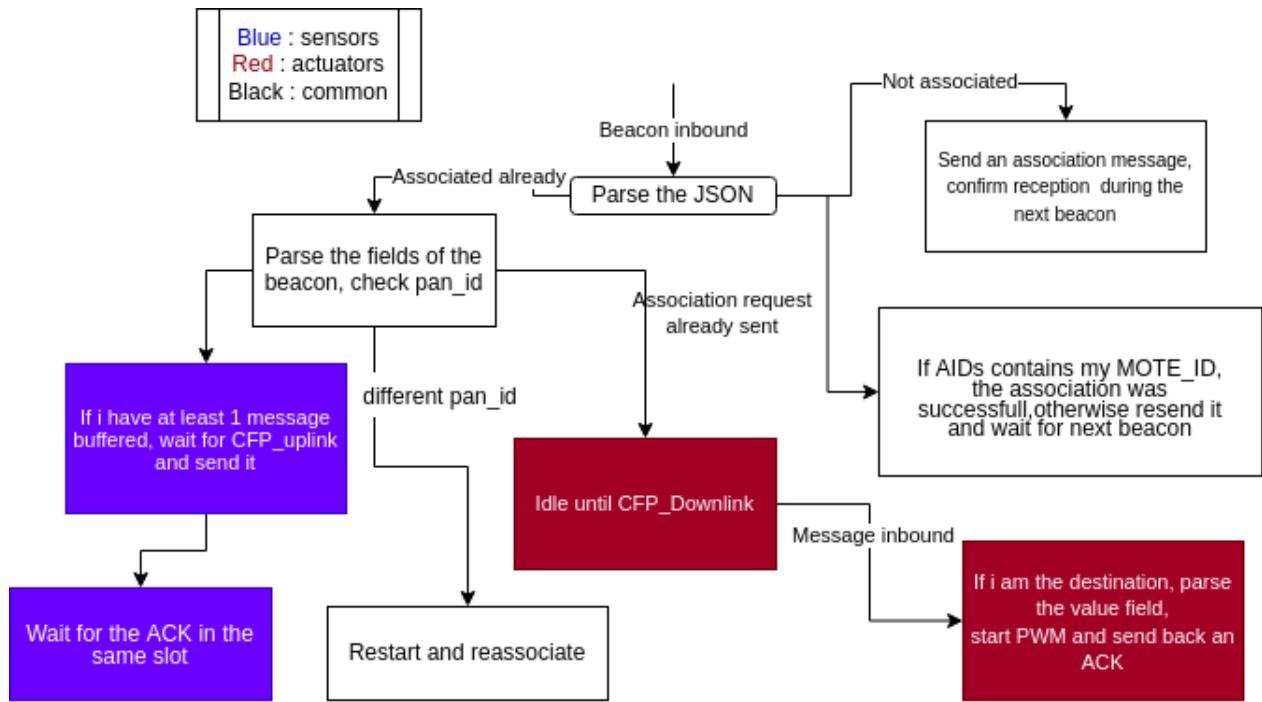 Blue : sensors
Red : actuators
Black : common
Not associated
Beacon inbound
Send an association message,
confirm reception during the
next beacon
Associated already
Parse the JSON
Parse the fields of the
beacon, check pan_id
Association request
already sent
If AIDs contains my MOTE_ID,
the association was
successfull,otherwise resend it
and wait for next beacon
different pan_id
If i have at least 1 message
buffered, wait for CFP_uplink
and send it
Idle until CFP_Downlink
Message inbound
If i am the destination, parse
the value field,
start PWM and send back an
ACK
Wait for the ACK in the
same slot
Restart and reassociate